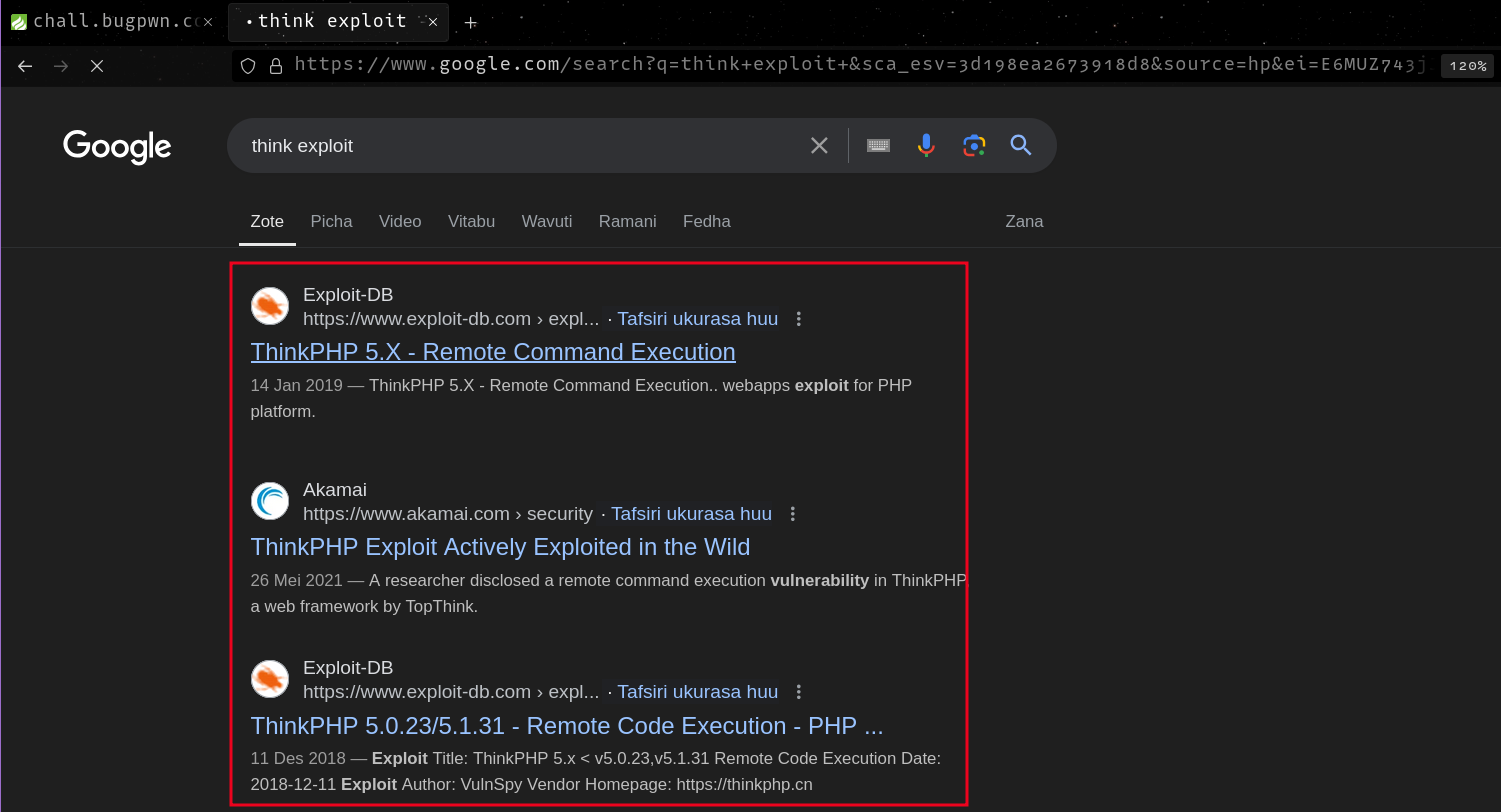 chall.bugpwn.c
• think exploit
https://www.google.com/search?q=think+exploit+&sca_esv=3d198ea2673918d8&source=hp&ei=E6MUZ743j
120%
Google
think exploit
Zote Picha Video Vitabu Wavuti Ramani Fedha Zana
Exploit-DB
https://www.exploit-db.com › expl... · Tafsiri ukurasa huu
ThinkPHP 5.X - Remote Command Execution
14 Jan 2019 — ThinkPHP 5.X - Remote Command Execution.. webapps exploit for PHP
platform.
Akamai
https://www.akamai.com › security · Tafsiri ukurasa huu
ThinkPHP Exploit Actively Exploited in the Wild
26 Mei 2021 — A researcher disclosed a remote command execution vulnerability in ThinkPHP,
a web framework by TopThink.
Exploit-DB
https://www.exploit-db.com › expl... · Tafsiri ukurasa huu
ThinkPHP 5.0.23/5.1.31 - Remote Code Execution - PHP ...
11 Des 2018 — Exploit Title: ThinkPHP 5.x < v5.0.23,v5.1.31 Remote Code Execution Date:
2018-12-11 Exploit Author: VulnSpy Vendor Homepage: https://thinkphp.cn